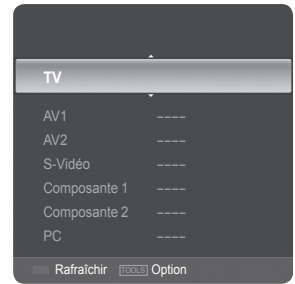 TV
AV1 ----
AV2 ----
S-Vidéo ----
Composante 1 ----
Composante 2 ----
PC ----
Rafraîchir TOOLS Option